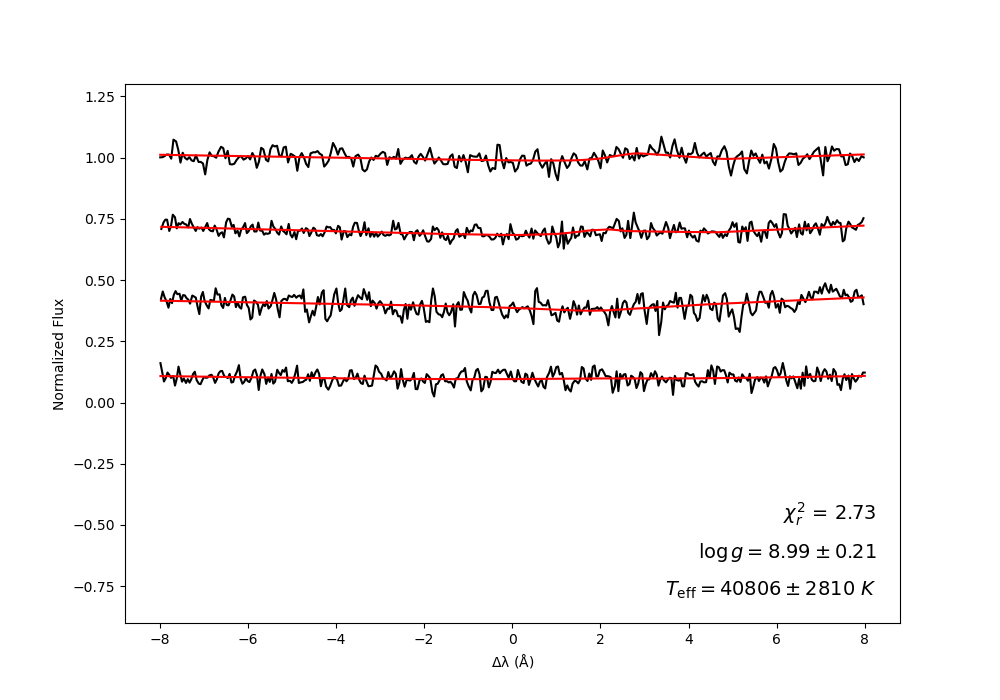 1.25
1.00
0.75
0.50
0.25
0.00
−0.25
−0.50
−0.75
Normalized Flux
χ²ᵣ = 2.73
log g = 8.99 ± 0.21
T_eff = 40806 ± 2810 K
−8 −6 −4 −2 0 2 4 6 8
Δλ (Å)